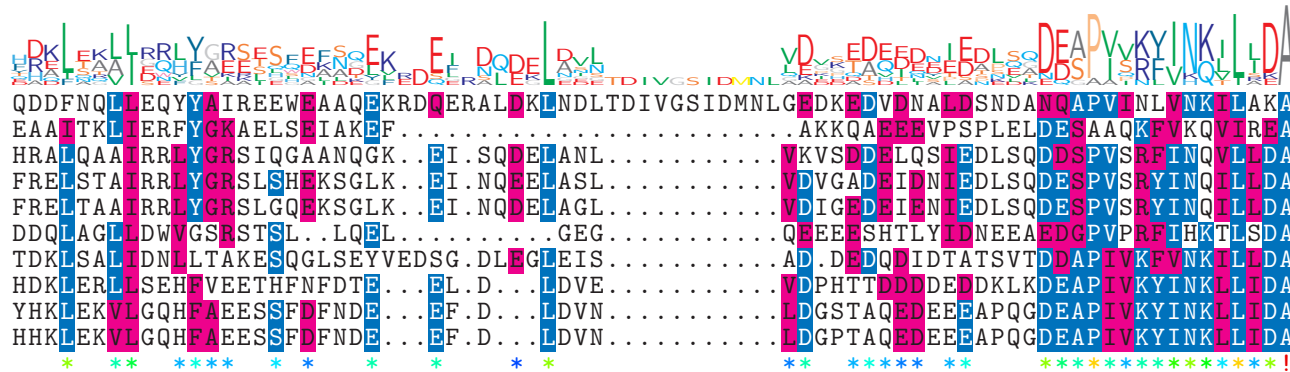 QDDFNQLLEQYYAIREEWEAAQEKRDQERALDKLNDLTDIVGSIDMNLGEDKEDVDNALDSNDANQAPVINLVNKILAKA
EAAITKLIERFYGKAELSEIAKEF.........................AKKQAEEEVPSPLELDESAAQKFVKQVIREA
HRALQAAIRRLYGRSIQGAANQGK..EI.SQDELANL...........VKVSDDELQSIEDLSQDDSPVSRFINQVLLDA
FRELSTAIRRLYGRSLSHEKSGLK..EI.NQEELASL...........VDVGADEIDNIEDLSQDESPVSRYINQILLDA
FRELTAAIRRLYGRSLGQEKSGLK..EI.NQDELAGL...........VDIGEDEIENIEDLSQDESPVSRYINQILLDA
DDQLAGLLDWVGSRSTSL..LQEL..........GEG...........QEEEESHTLYIDNEEAEDGPVPRFIHKTLSDA
TDKLSALIDNLLTAKESQGLSEYVEDSG.DLEGLEIS...........AD.DEDQDIDTATSVTDDAPIVKFVNKILLDA
HDKLERLLSEHFVEETHFNFDTE...EL.D...LDVE...........VDPHTTDDDDEDDKLKDEAPIVKYINKLLIDA
YHKLEKVLGQHFAEESSFDFNDE...EF.D...LDVN...........LDGSTAQEDEEEAPQGDEAPIVKYINKLLIDA
HHKLEKVLGQHFAEESSFDFNDE...EF.D...LDVN...........LDGPTAQEDEEEAPQGDEAPIVKYINKLLIDA